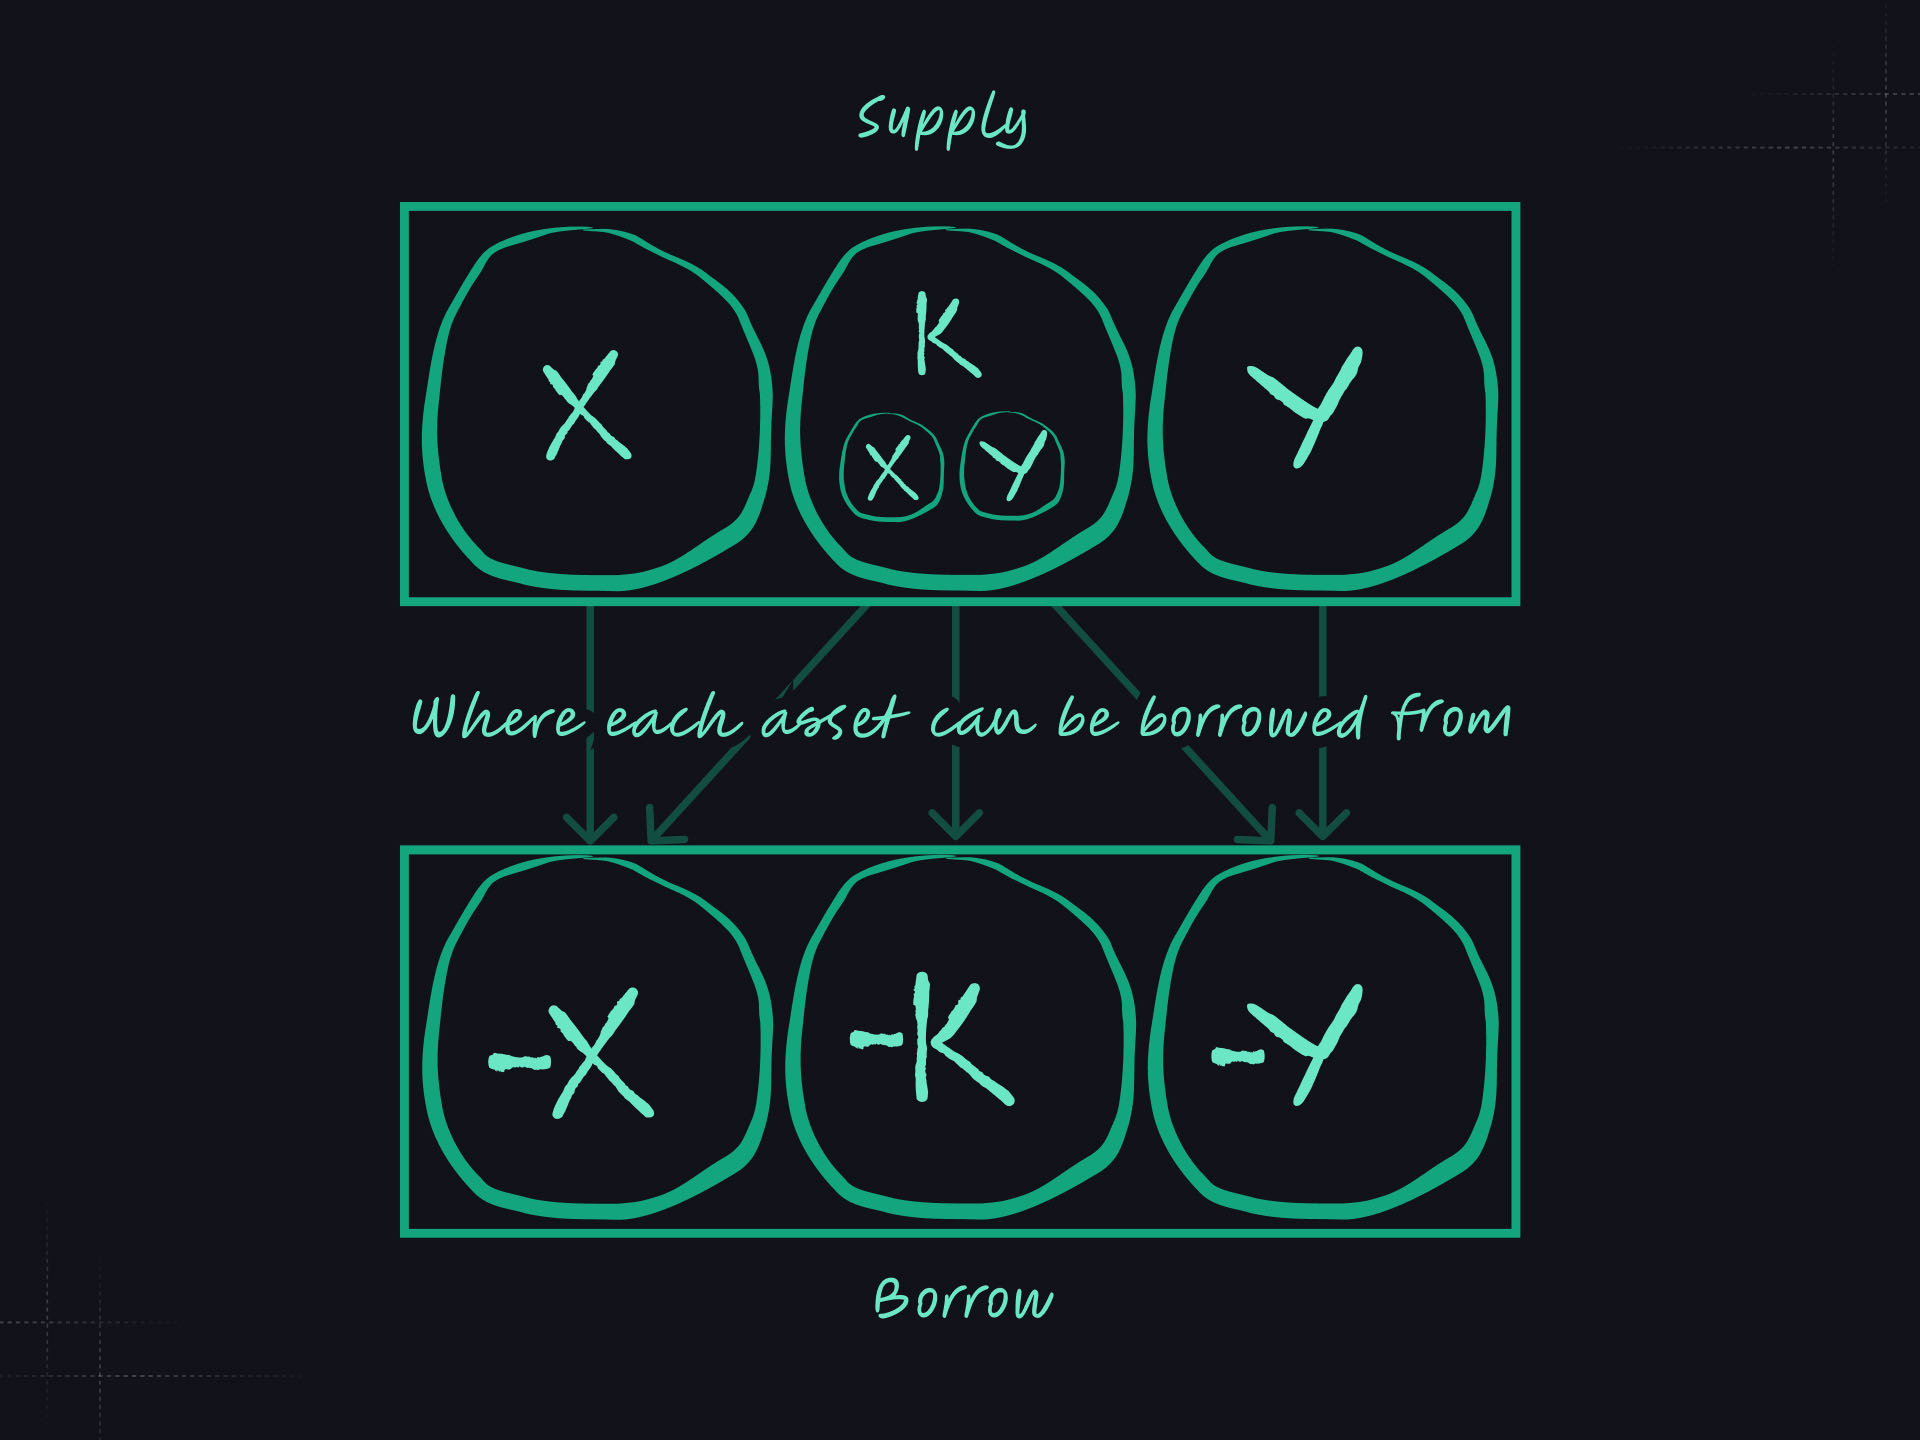 Supply
X K Y
X Y
Where each asset can be borrowed from
-X -K -Y
Borrow